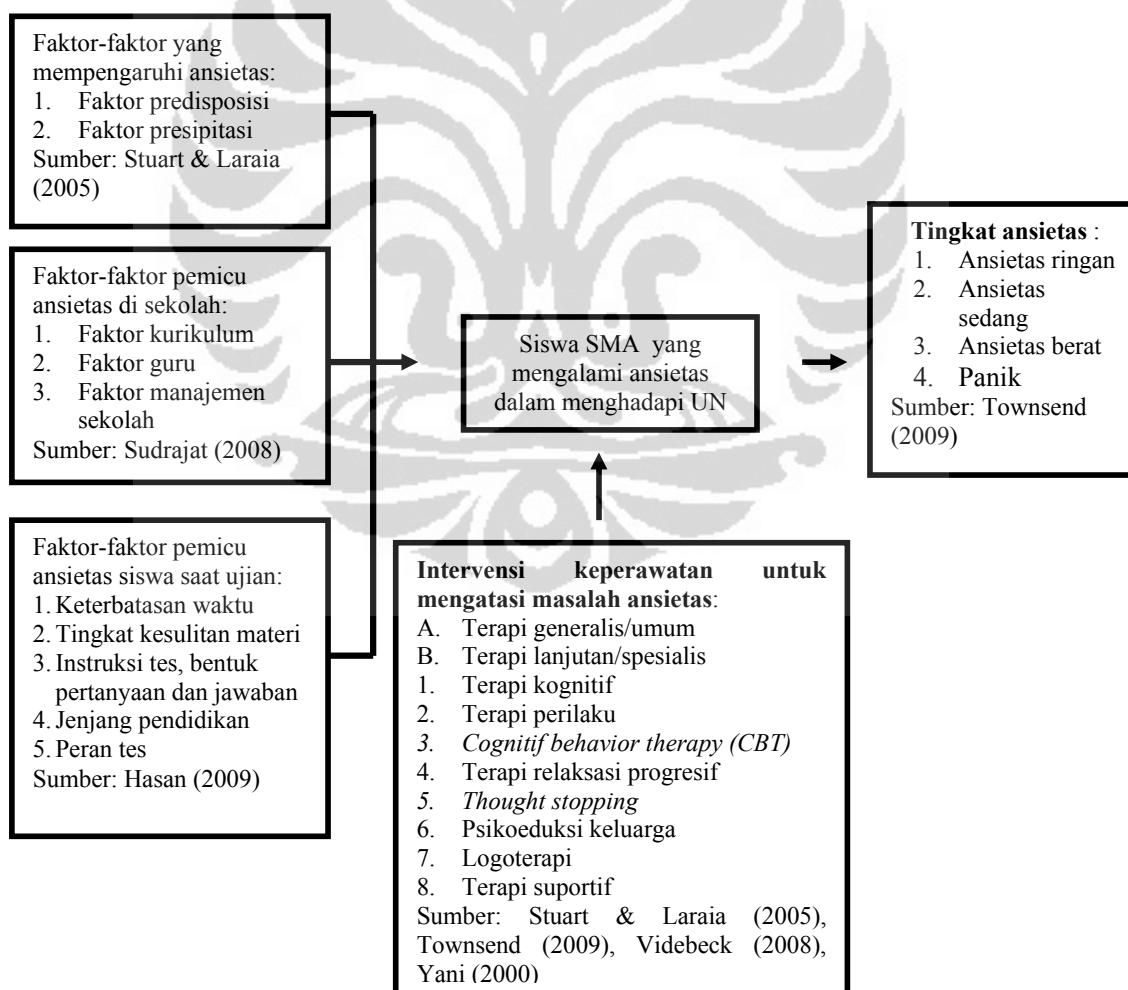 Faktor-faktor yang
mempengaruhi ansietas:
1. Faktor predisposisi
2. Faktor presipitasi
Sumber: Stuart & Laraia
(2005)
Faktor-faktor pemicu
ansietas di sekolah:
1. Faktor kurikulum
2. Faktor guru
3. Faktor manajemen
sekolah
Sumber: Sudrajat (2008)
Faktor-faktor pemicu
ansietas siswa saat ujian:
1. Keterbatasan waktu
2. Tingkat kesulitan materi
3. Instruksi tes, bentuk
pertanyaan dan jawaban
4. Jenjang pendidikan
5. Peran tes
Sumber: Hasan (2009)
Siswa SMA yang
mengalami ansietas
dalam menghadapi UN
Intervensi keperawatan untuk
mengatasi masalah ansietas:
A. Terapi generalis/umum
B. Terapi lanjutan/spesialis
1. Terapi kognitif
2. Terapi perilaku
3. Cognitif behavior therapy (CBT)
4. Terapi relaksasi progresif
5. Thought stopping
6. Psikoeduksi keluarga
7. Logoterapi
8. Terapi suportif
Sumber: Stuart & Laraia (2005),
Townsend (2009), Videbeck (2008),
Yani (2000)
Tingkat ansietas :
1. Ansietas ringan
2. Ansietas
sedang
3. Ansietas berat
4. Panik
Sumber: Townsend
(2009)